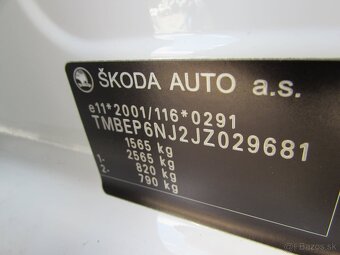 ŠKODA AUTO a.s.
e11*2001/116*0291
TMBEP6NJ2JZ029681
1565 kg
2565 kg
1- 820 kg
2- 790 kg
Bazos.sk